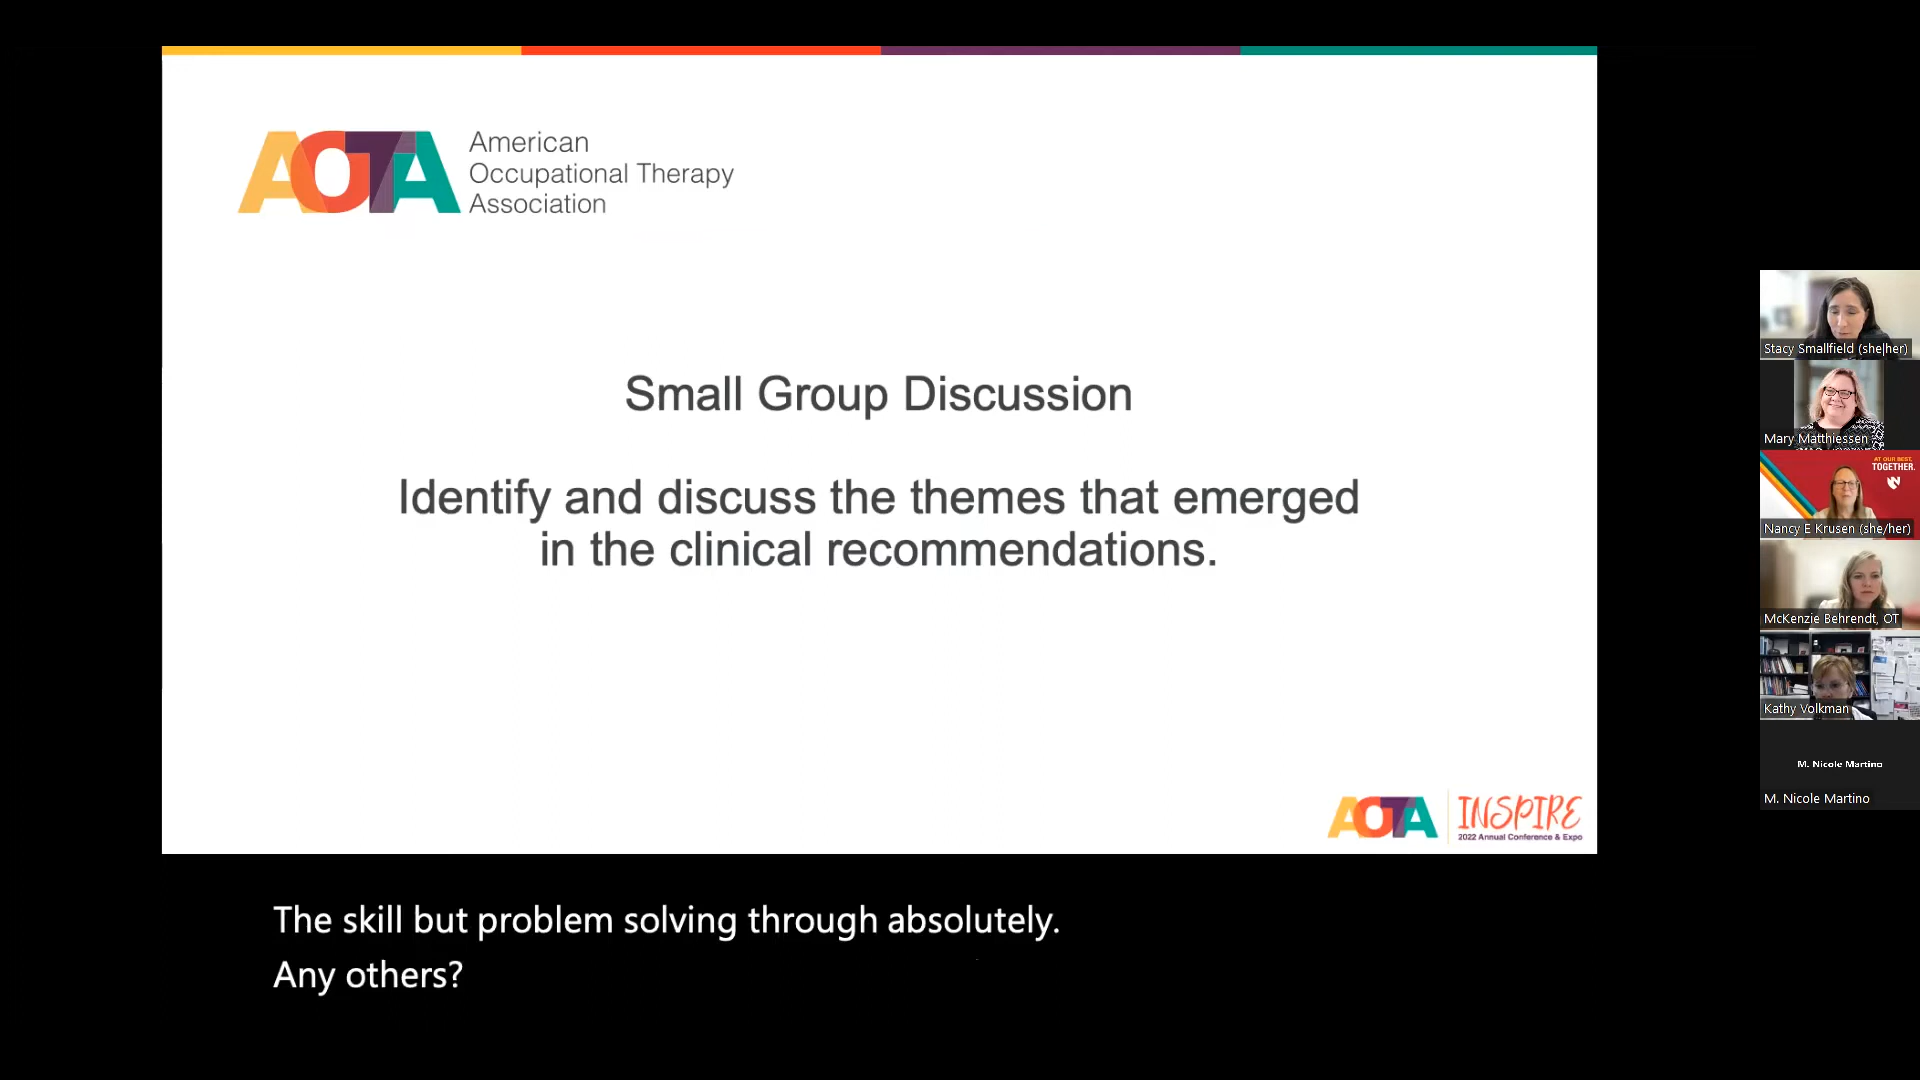 AOTA
American
Occupational Therapy
Association
Small Group Discussion
Identify and discuss the themes that emerged
in the clinical recommendations.
AOTA INSPIRE
2022 Annual Conference & Expo
Stacy Smallfield (she|her)
Mary Matthiessen
AT OUR BEST,
TOGETHER.
Nancy E Krusen (she/her)
McKenzie Behrendt, OT
Kathy Volkman
M. Nicole Martino
M. Nicole Martino
The skill but problem solving through absolutely.
Any others?